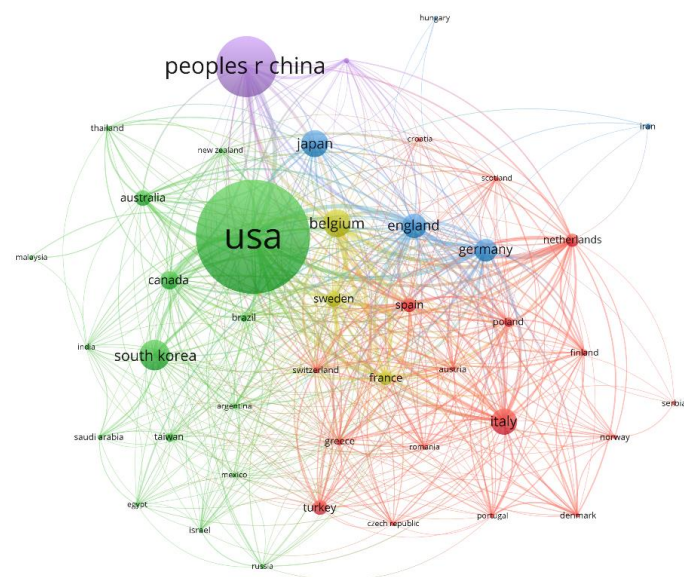 hungary
peoples r china
thailand
iran
new zealand
japan
croatia
scotland
australia
usa
belgium
england
germany
netherlands
malaysia
canada
sweden
spain
brazil
poland
india
south korea
switzerland
france
austria
finland
argentina
serbia
italy
saudi arabia
taiwan
greece
romania
norway
mexico
egypt
turkey
israel
czech republic
portugal
denmark
russia